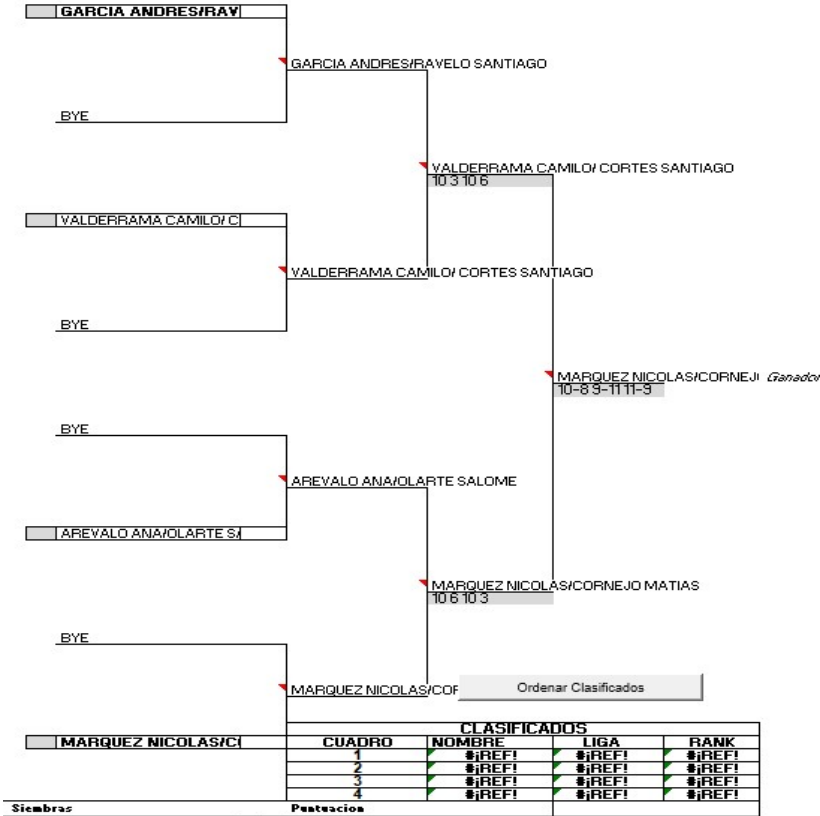 GARCIA ANDRES/RAV
GARCIA ANDRES/RAVELO SANTIAGO
BYE
VALDERRAMA CAMILO/ CORTES SANTIAGO
10 3 10 6
VALDERRAMA CAMILO/ C
VALDERRAMA CAMILO/ CORTES SANTIAGO
BYE
MARQUEZ NICOLAS/CORNEJ Ganador
10-8 9-11 11-9
BYE
AREVALO ANA/OLARTE SALOME
AREVALO ANA/OLARTE SA
MARQUEZ NICOLAS/CORNEJO MATIAS
10 6 10 3
BYE
MARQUEZ NICOLAS/COR Ordenar Clasificados
CLASIFICADOS
MARQUEZ NICOLAS/C CUADRO NOMBRE LIGA RANK
1 #¡REF! #¡REF! #¡REF!
2 #¡REF! #¡REF! #¡REF!
3 #¡REF! #¡REF! #¡REF!
4 #¡REF! #¡REF! #¡REF!
Siembras Puntuacion